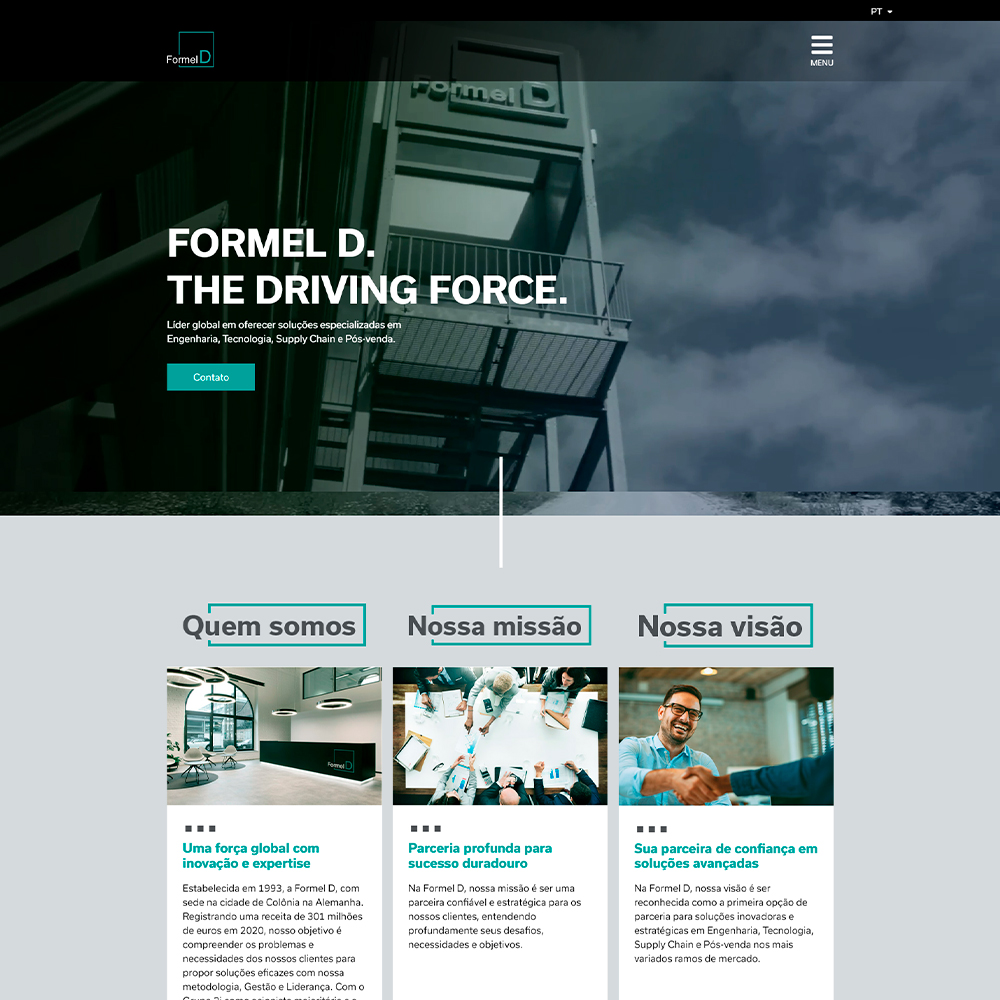 PT
Formel D
MENU
Formel D
FORMEL D.
THE DRIVING FORCE.
Líder global em oferecer soluções especializadas em
Engenharia, Tecnologia, Supply Chain e Pós-venda.
Contato
Quem somos
Nossa missão
Nossa visão
Formel D
Uma força global com
inovação e expertise
Estabelecida em 1993, a Formel D, com
sede na cidade de Colônia na Alemanha.
Registrando uma receita de 301 milhões
de euros em 2020, nosso objetivo é
compreender os problemas e
necessidades dos nossos clientes para
propor soluções eficazes com nossa
metodologia, Gestão e Liderança. Com o
Parceria profunda para
sucesso duradouro
Na Formel D, nossa missão é ser uma
parceira confiável e estratégica para os
nossos clientes, entendendo
profundamente seus desafios,
necessidades e objetivos.
Sua parceira de confiança em
soluções avançadas
Na Formel D, nossa visão é ser
reconhecida como a primeira opção de
parceria para soluções inovadoras e
estratégicas em Engenharia, Tecnologia,
Supply Chain e Pós-venda nos mais
variados ramos de mercado.